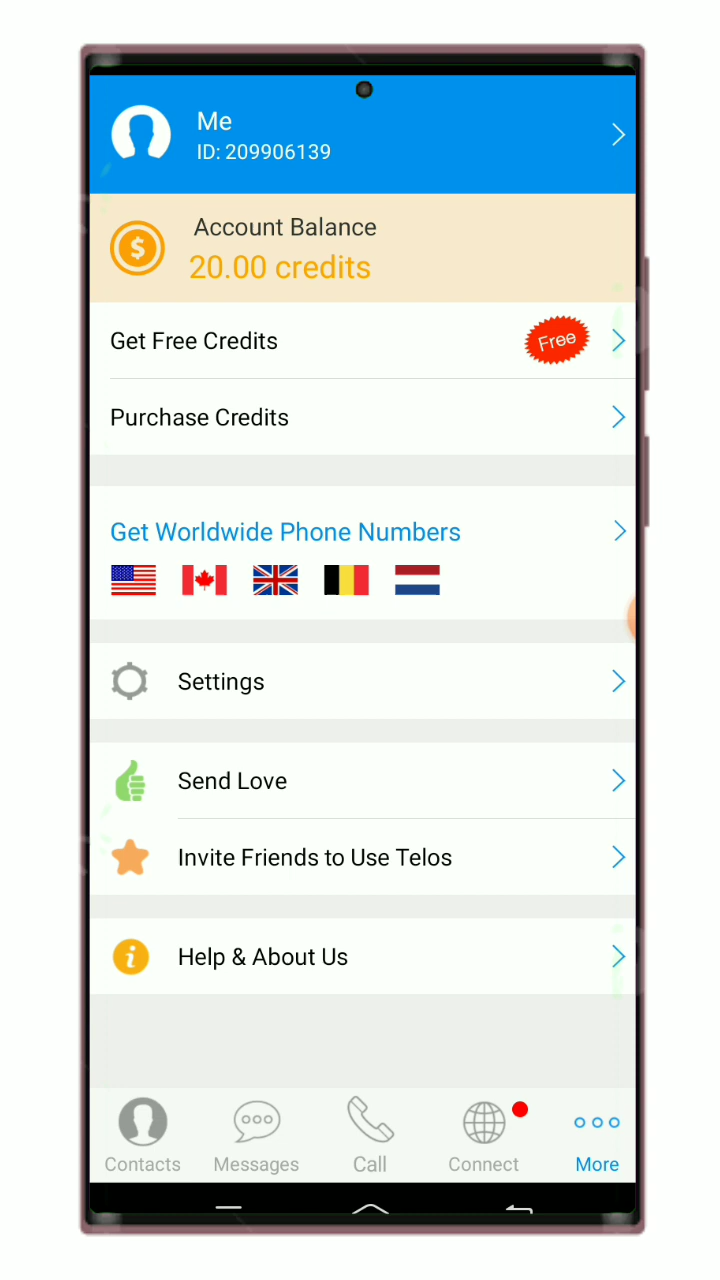 Me
ID: 209906139
Account Balance
20.00 credits
Get Free Credits
Free
Purchase Credits
Get Worldwide Phone Numbers
Settings
Send Love
Invite Friends to Use Telos
Help & About Us
Contacts
Messages
Call
Connect
More